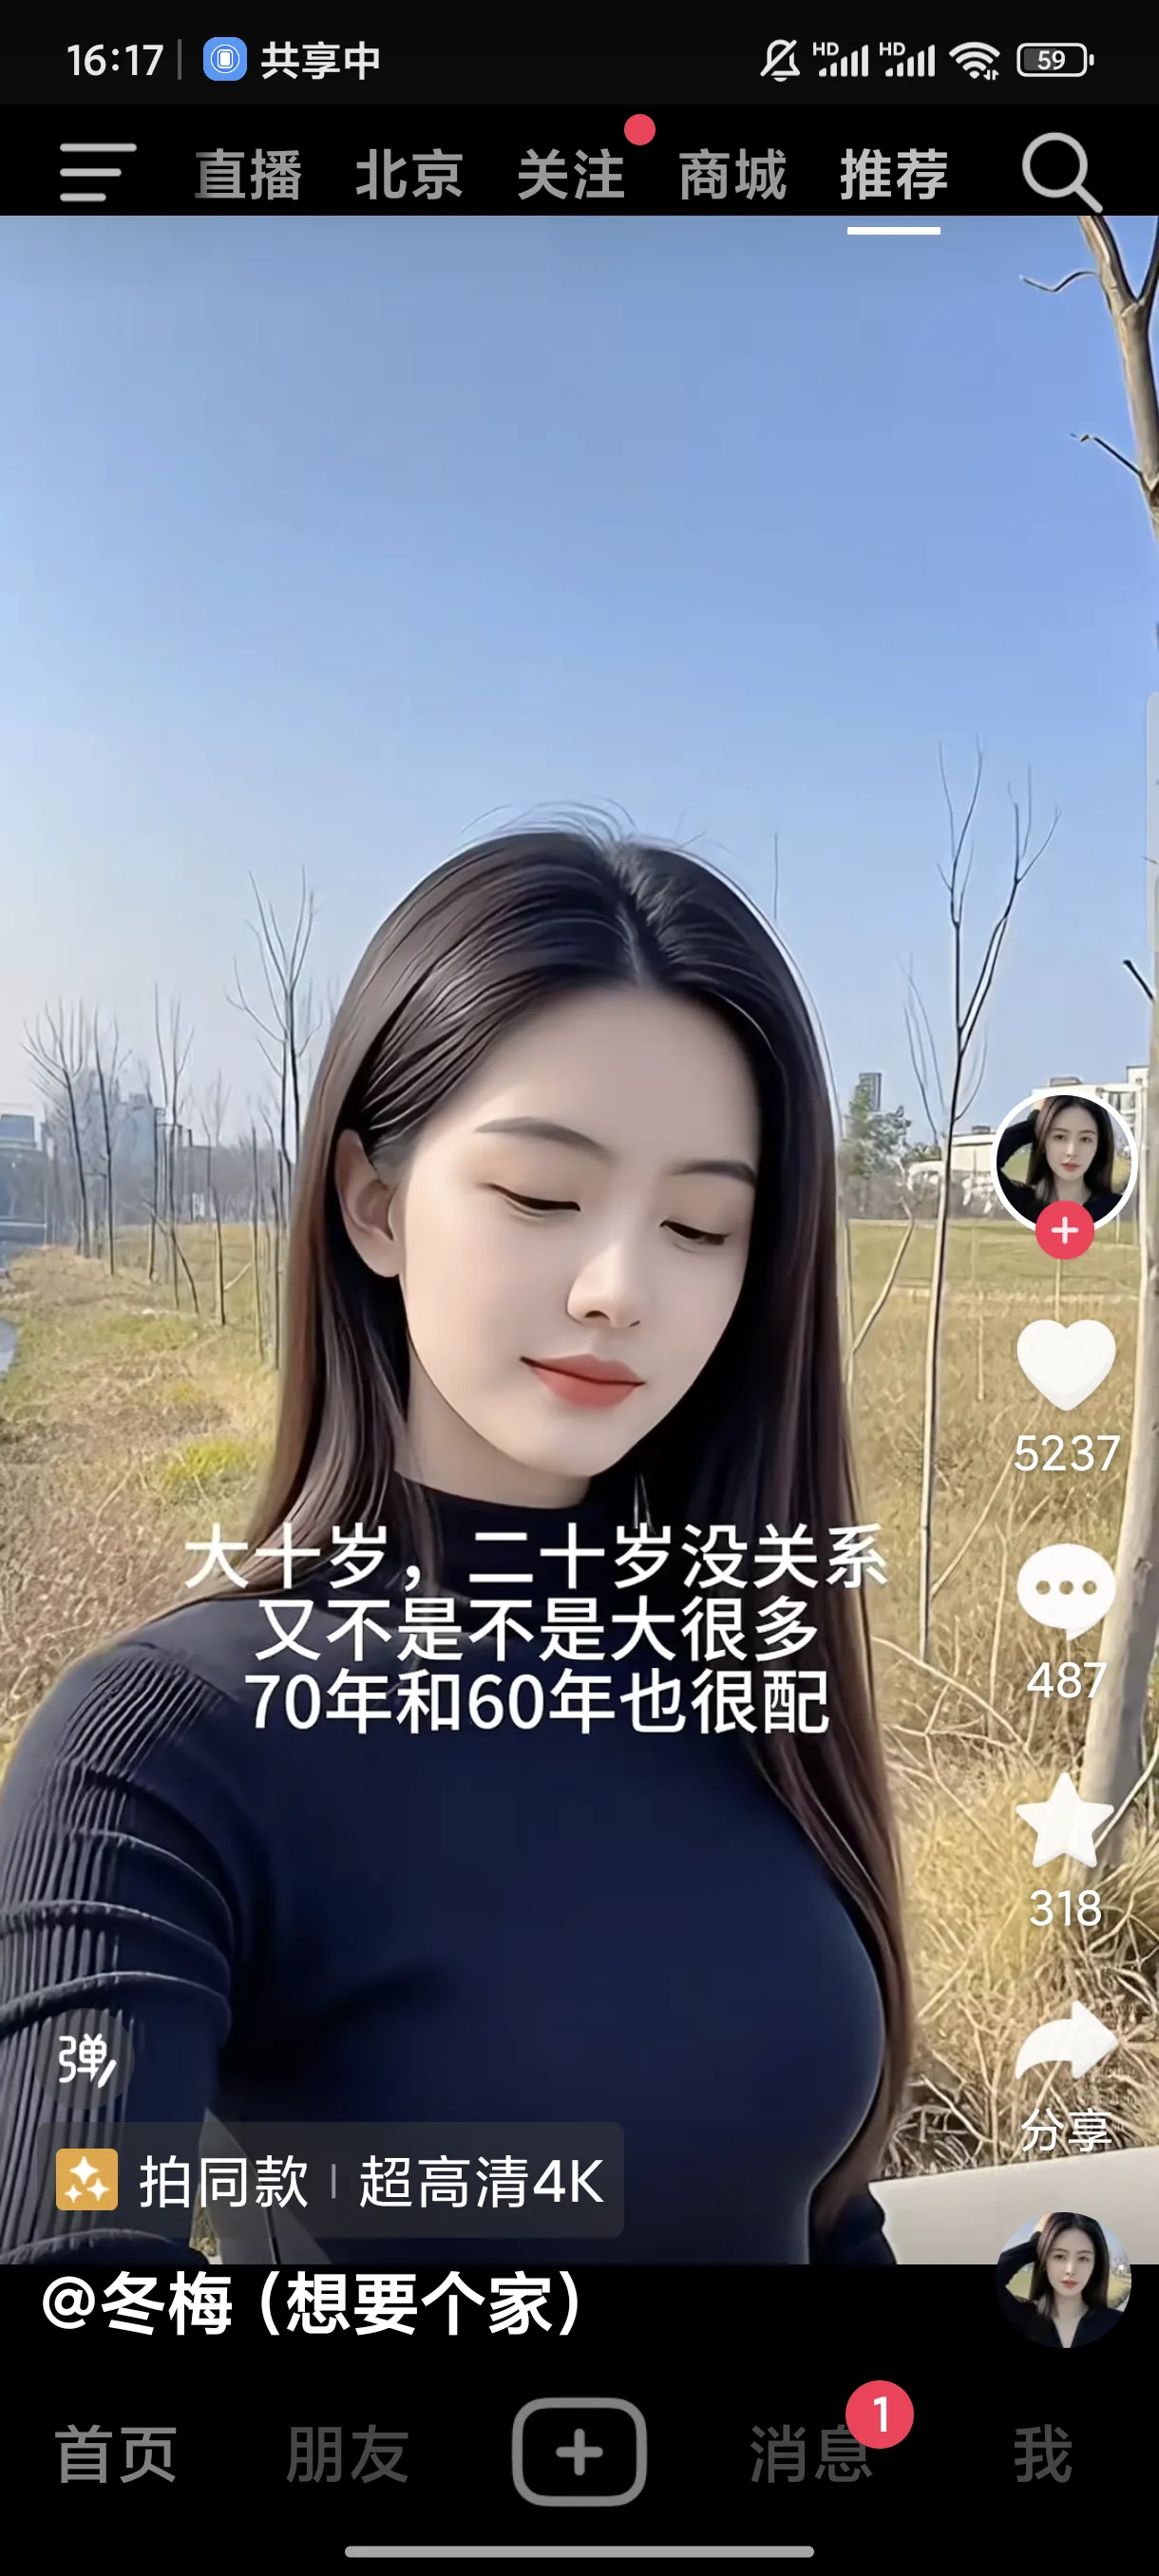 16:17
共享中
HD
HD
59
直播
北京
关注
商城
推荐
大十岁，二十岁没关系
又不是不是大很多
70年和60年也很配
5237
487
318
分享
弹
拍同款
超高清4K
@冬梅（想要个家）
首页
朋友
消息
1
我